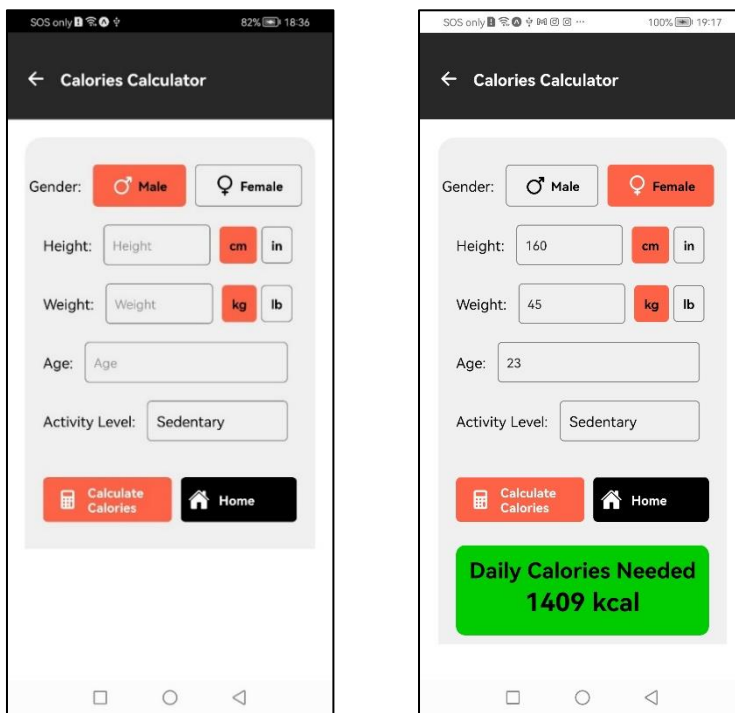 SOS only 82% 18:36
Calories Calculator
Gender: Male Female
Height: Height cm in
Weight: Weight kg lb
Age: Age
Activity Level: Sedentary
Calculate
Calories
Home
SOS only ... 100% 19:17
Calories Calculator
Gender: Male Female
Height: 160 cm in
Weight: 45 kg lb
Age: 23
Activity Level: Sedentary
Calculate
Calories
Home
Daily Calories Needed
1409 kcal